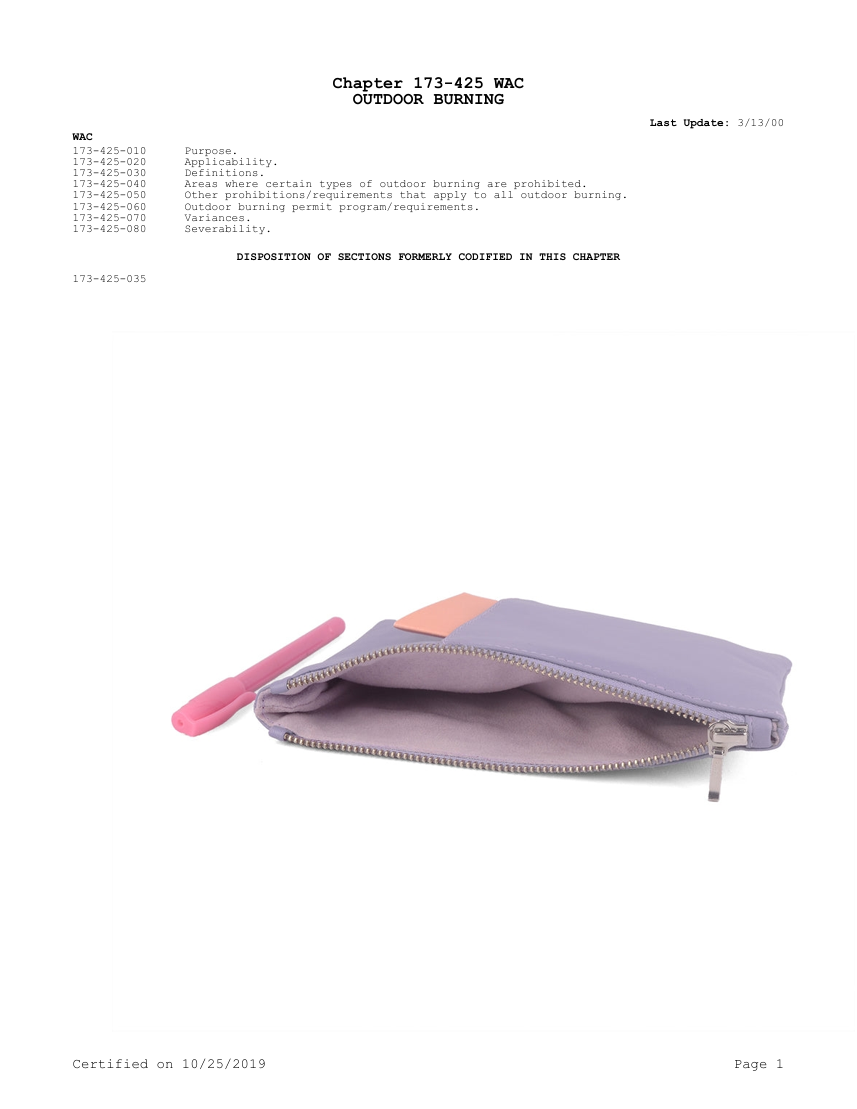 Chapter 173-425 WAC
OUTDOOR BURNING
Last Update: 3/13/00
WAC
173-425-010 Purpose.
173-425-020 Applicability.
173-425-030 Definitions.
173-425-040 Areas where certain types of outdoor burning are prohibited.
173-425-050 Other prohibitions/requirements that apply to all outdoor burning.
173-425-060 Outdoor burning permit program/requirements.
173-425-070 Variances.
173-425-080 Severability.
DISPOSITION OF SECTIONS FORMERLY CODIFIED IN THIS CHAPTER
173-425-035
Certified on 10/25/2019 Page 1